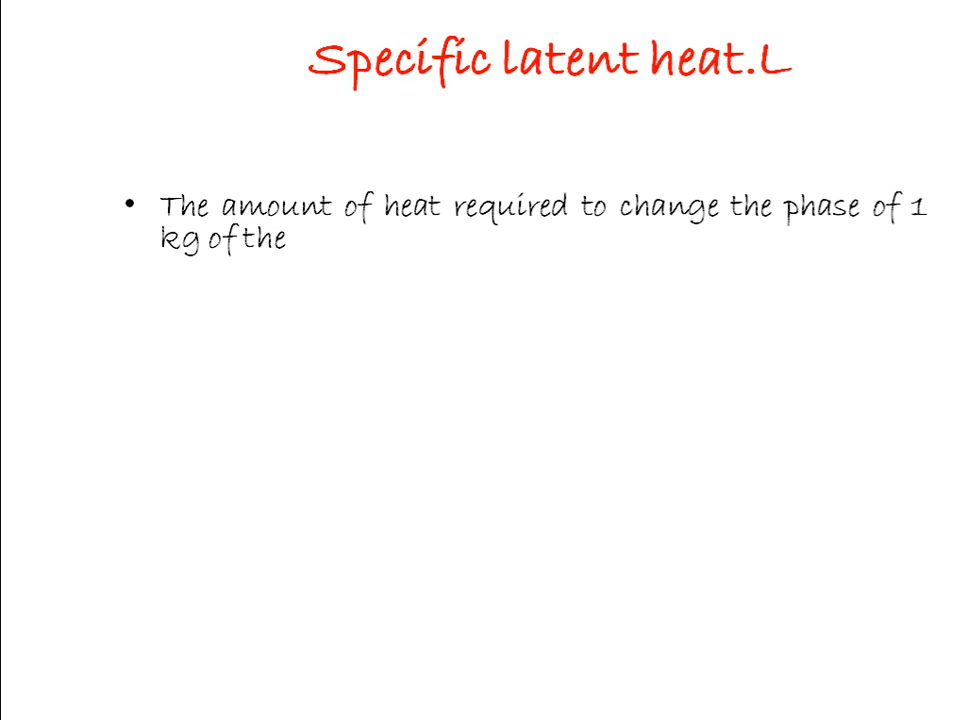 Specific latent heat.L
• The amount of heat required to change the phase of 1
kg of the